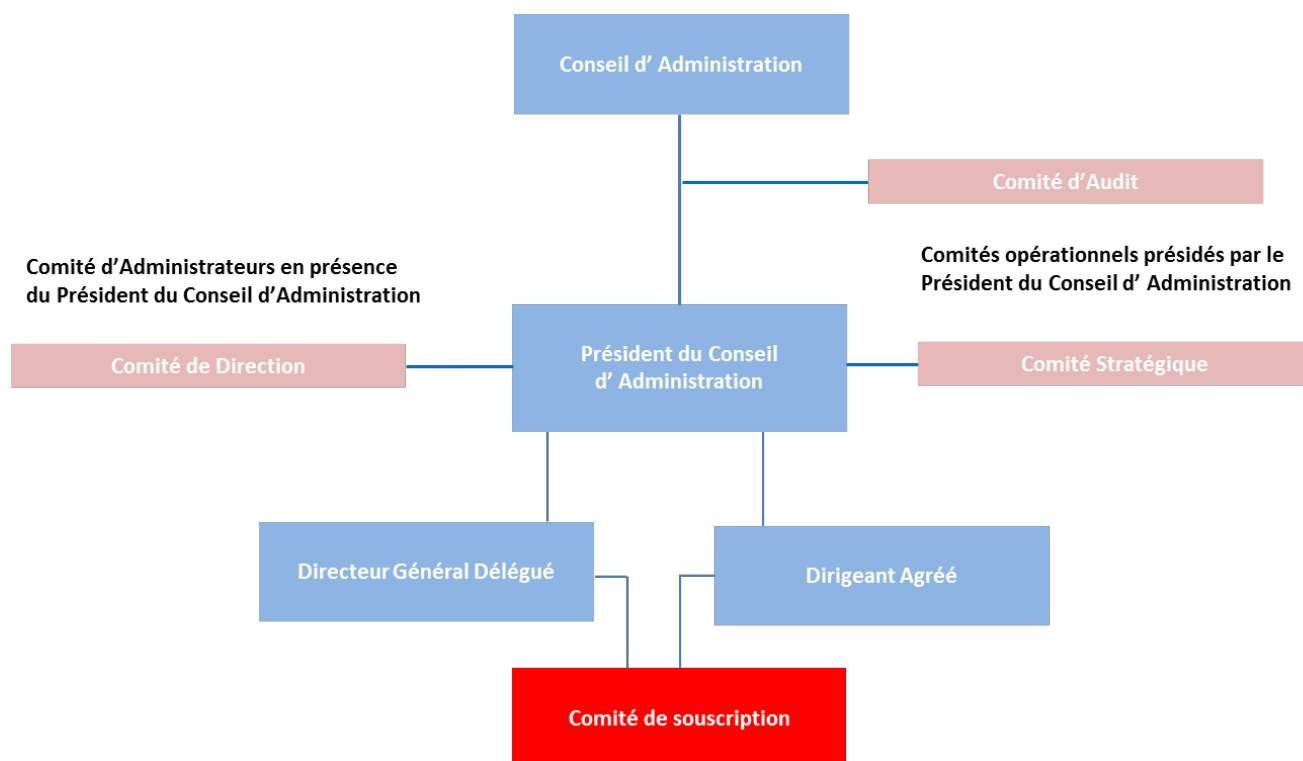 Conseil d’ Administration
Comité d’Audit
Comité d’Administrateurs en présence
du Président du Conseil d’Administration
Comités opérationnels présidés par le
Président du Conseil d’ Administration
Comité de Direction
Président du Conseil
d’ Administration
Comité Stratégique
Directeur Général Délégué
Dirigeant Agréé
Comité de souscription